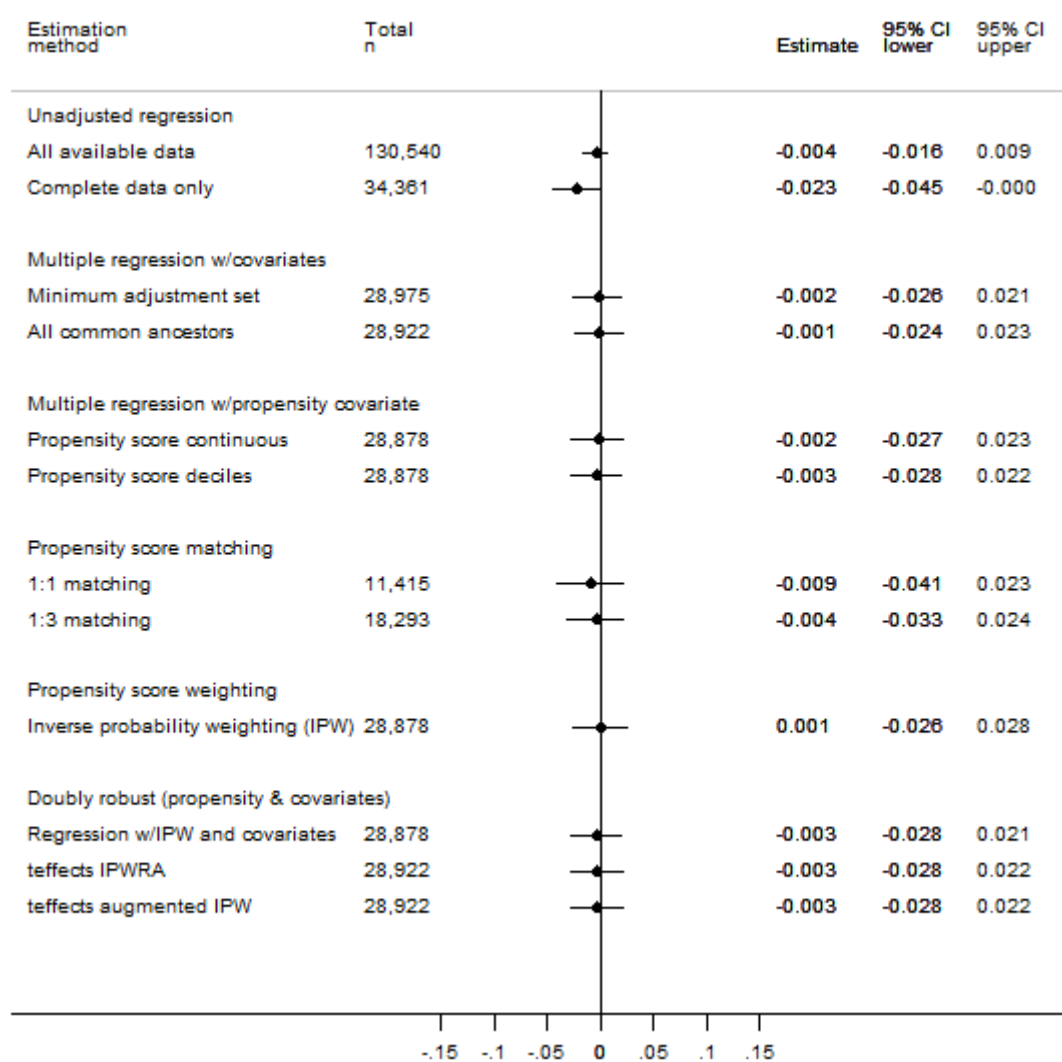 Estimation method Total n Estimate 95% CI lower 95% CI upper
Unadjusted regression
All available data 130,540 -0.004 -0.016 0.009
Complete data only 34,361 -0.023 -0.045 -0.000
Multiple regression w/covariates
Minimum adjustment set 28,975 -0.002 -0.026 0.021
All common ancestors 28,922 -0.001 -0.024 0.023
Multiple regression w/propensity covariate
Propensity score continuous 28,878 -0.002 -0.027 0.023
Propensity score deciles 28,878 -0.003 -0.028 0.022
Propensity score matching
1:1 matching 11,415 -0.009 -0.041 0.023
1:3 matching 18,293 -0.004 -0.033 0.024
Propensity score weighting
Inverse probability weighting (IPW) 28,878 0.001 -0.026 0.028
Doubly robust (propensity & covariates)
Regression w/IPW and covariates 28,878 -0.003 -0.028 0.021
teffects IPWRA 28,922 -0.003 -0.028 0.022
teffects augmented IPW 28,922 -0.003 -0.028 0.022
-.15 -.1 -.05 0 .05 .1 .15